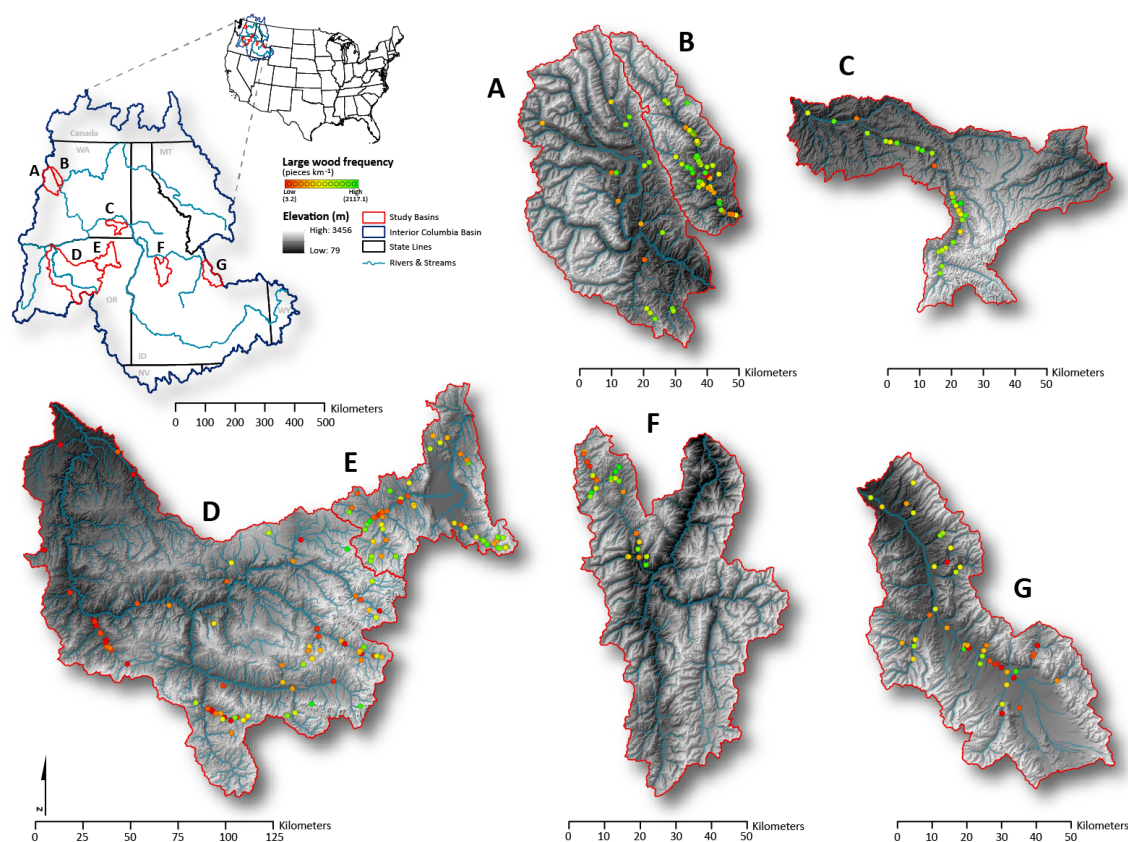 A
B
C
Canada
WA
MT
A
B
C
D
E
F
G
OR
WY
ID
NV
0 100 200 300 400 500
Kilometers
Large wood frequency
(pieces km⁻¹)
Low
(3.2)
High
(2117.1)
Elevation (m)
High: 3456
Low: 79
Study Basins
Interior Columbia Basin
State Lines
Rivers & Streams
0 10 20 30 40 50
Kilometers
0 10 20 30 40 50
Kilometers
D
E
F
G
N
0 25 50 75 100 125
Kilometers
0 10 20 30 40 50
Kilometers
0 10 20 30 40 50
Kilometers